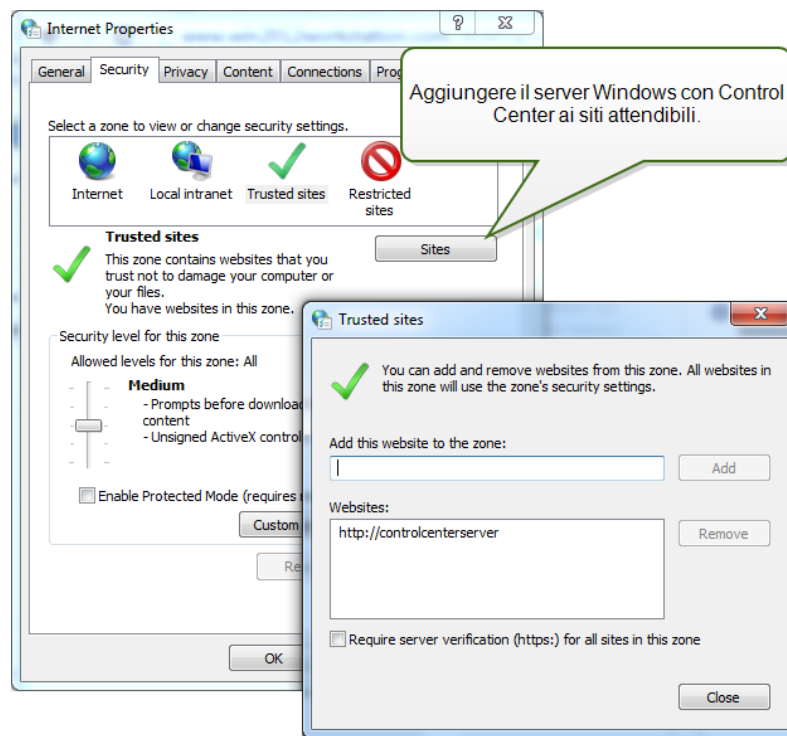 Internet Properties
General Security Privacy Content Connections
Aggiungere il server Windows con Control
Center ai siti attendibili.
Select a zone to view or change security settings.
Internet Local intranet Trusted sites Restricted
sites
Trusted sites
This zone contains websites that you
trust not to damage your computer or
your files.
You have websites in this zone.
Sites
Security level for this zone
Allowed levels for this zone: All
Medium
- Prompts before
content
- Unsigned ActiveX
Enable Protected Mode (requires
Custom
OK
Trusted sites
You can add and remove websites from this zone. All websites in
this zone will use the zone's security settings.
Add this website to the zone:
Add
Websites:
http://controlcenterserver
Remove
Require server verification (https:) for all sites in this zone
Close